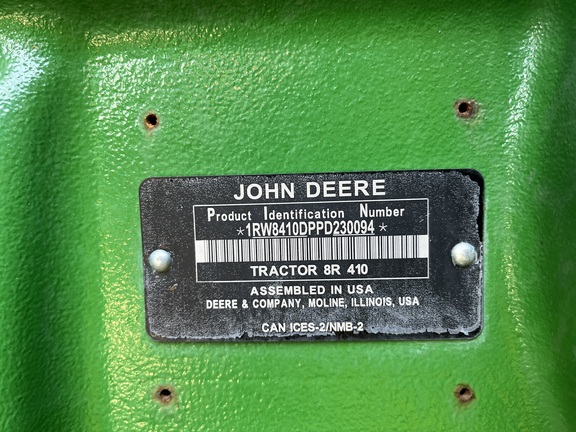 JOHN DEERE
Product Identification Number
*1RW8410DPPD230094*
TRACTOR 8R 410
ASSEMBLED IN USA
DEERE & COMPANY, MOLINE, ILLINOIS, USA
CAN ICES-2/NMB-2